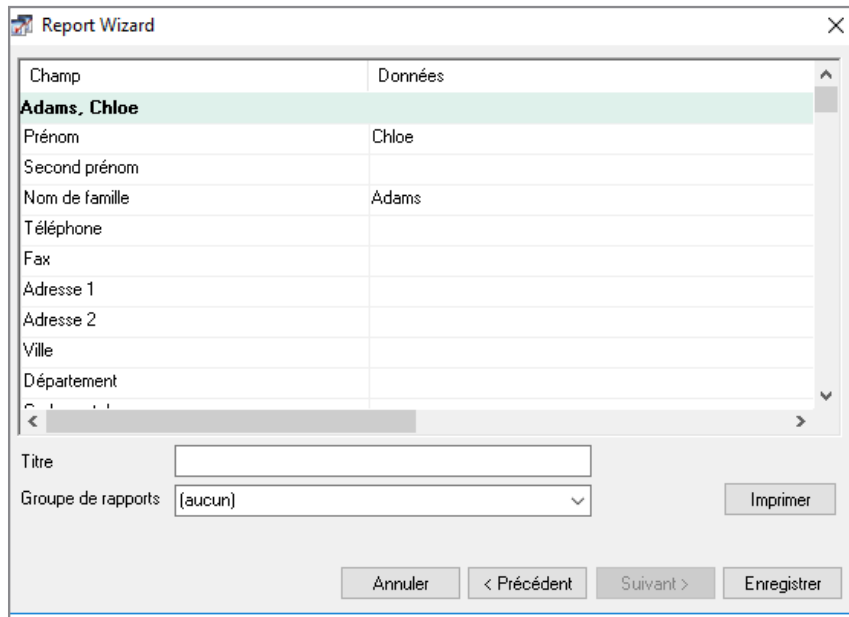 Report Wizard
Champ Données
Adams, Chloe
Prénom Chloe
Second prénom
Nom de famille Adams
Téléphone
Fax
Adresse 1
Adresse 2
Ville
Département
Titre
Groupe de rapports (aucun) Imprimer
Annuler < Précédent Suivant > Enregistrer